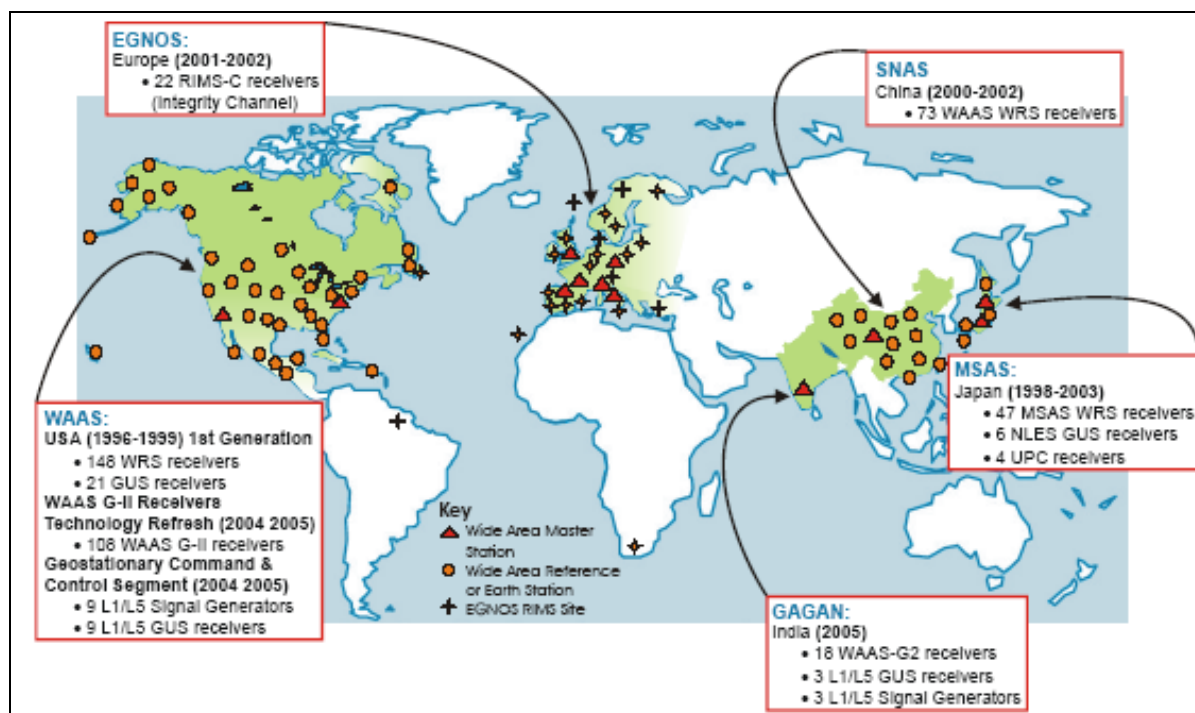 EGNOS:
Europe (2001-2002)
• 22 RIMS-C receivers
(Integrity Channel)
SNAS
China (2000-2002)
• 73 WAAS WRS receivers
WAAS:
USA (1996-1999) 1st Generation
• 148 WRS receivers
• 21 GUS receivers
WAAS G-II Receivers
Technology Refresh (2004 2005)
• 108 WAAS G-II receivers
Geostationary Command &
Control Segment (2004 2005)
• 9 L1/L5 Signal Generators
• 9 L1/L5 GUS receivers
Key
Wide Area Master
Station
Wide Area Reference
or Earth Station
EGNOS RIMS Site
MSAS:
Japan (1998-2003)
• 47 MSAS WRS receivers
• 6 NLES GUS receivers
• 4 UPC receivers
GAGAN:
India (2005)
• 18 WAAS-G2 receivers
• 3 L1/L5 GUS receivers
• 3 L1/L5 Signal Generators